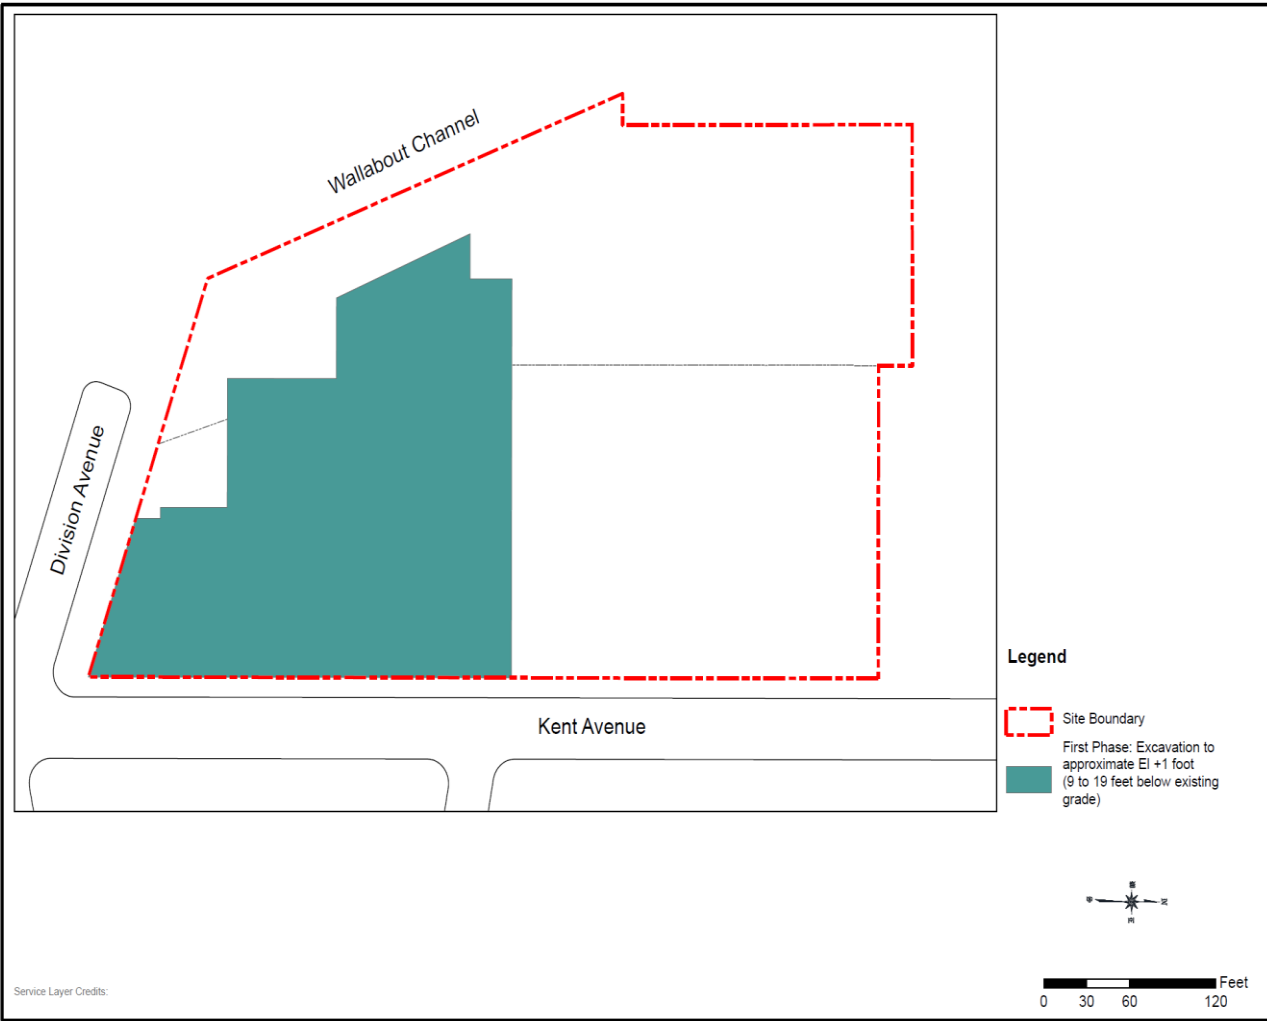 Wallabout Channel
Division Avenue
Kent Avenue
Legend
Site Boundary
First Phase: Excavation to
approximate El +1 foot
(9 to 19 feet below existing
grade)
Service Layer Credits:
Feet
0 30 60 120